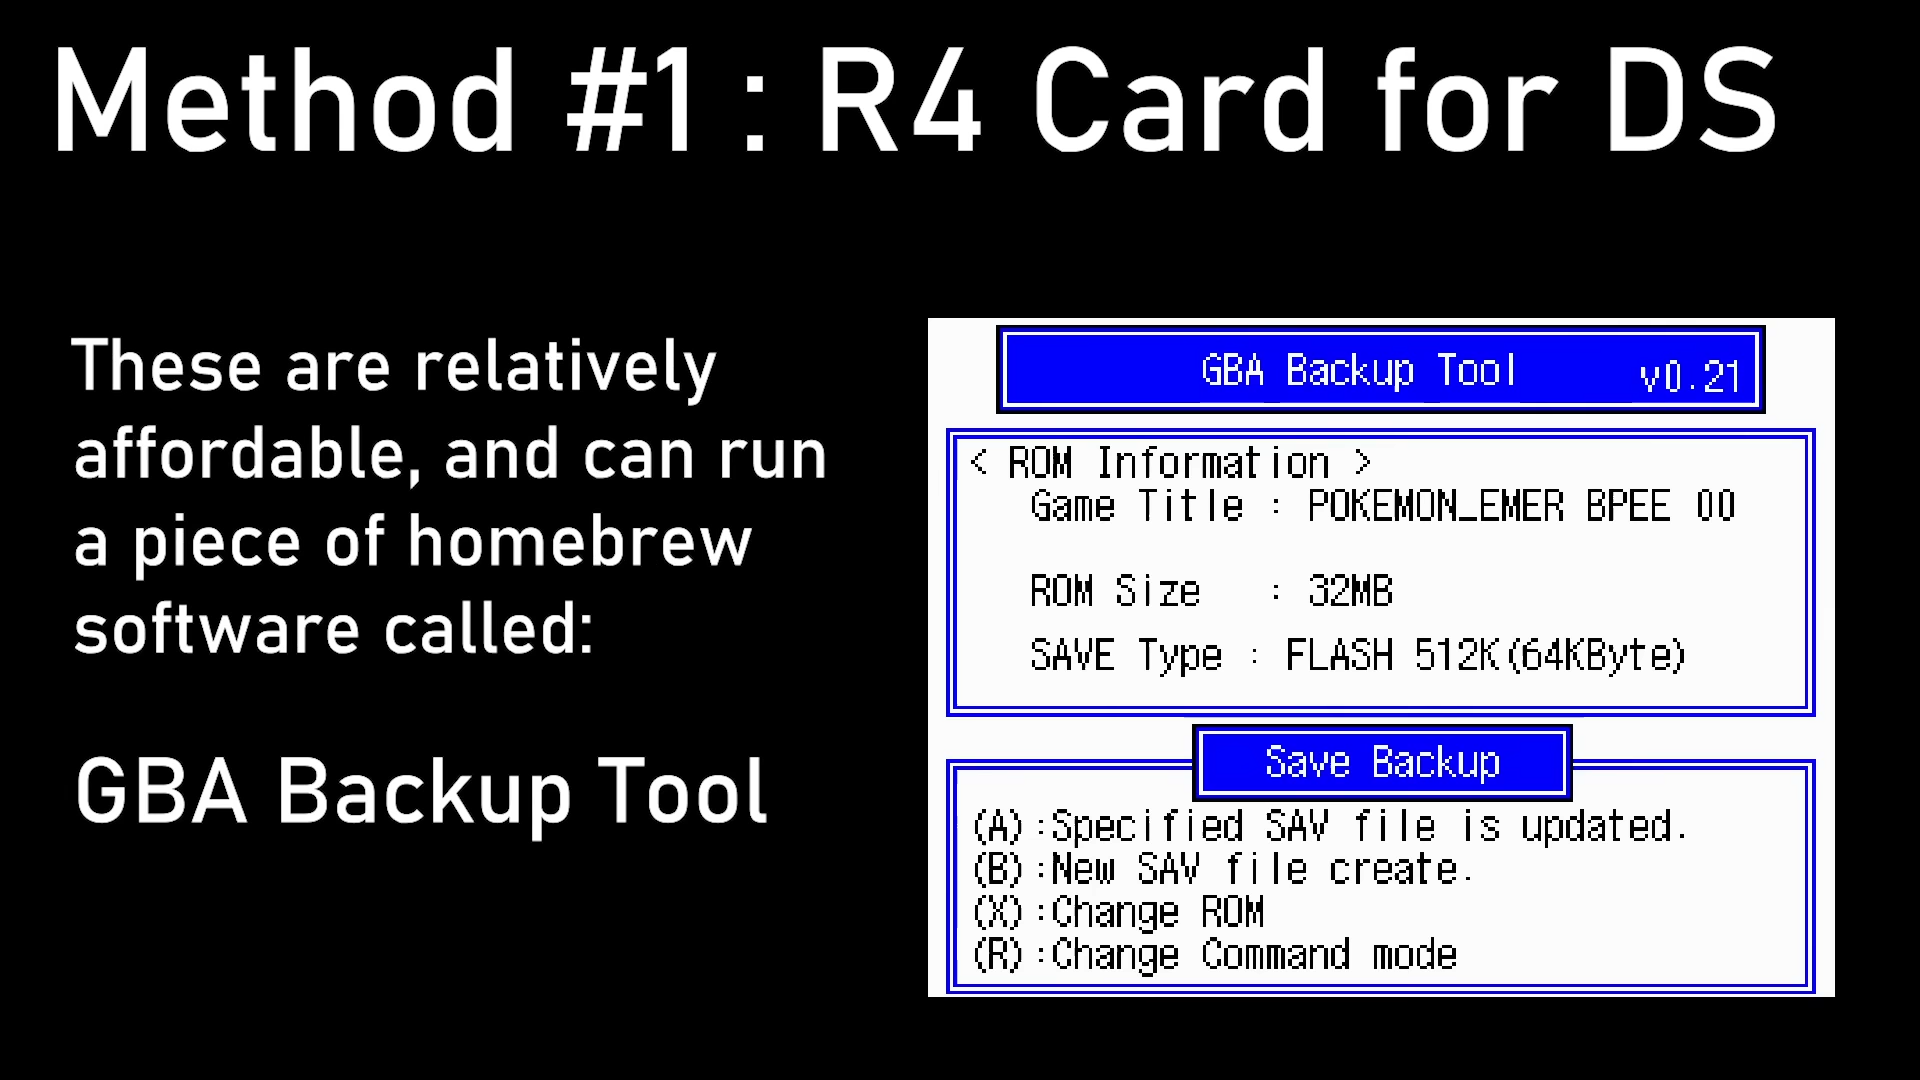 Method #1 : R4 Card for DS
These are relatively
affordable, and can run
a piece of homebrew
software called:
GBA Backup Tool
GBA Backup Tool v0.21
< ROM Information >
Game Title : POKEMON_EMER BPEE 00
ROM Size : 32MB
SAVE Type : FLASH 512K(64KByte)
Save Backup
(A):Specified SAV file is updated.
(B):New SAV file create.
(X):Change ROM
(R):Change Command mode